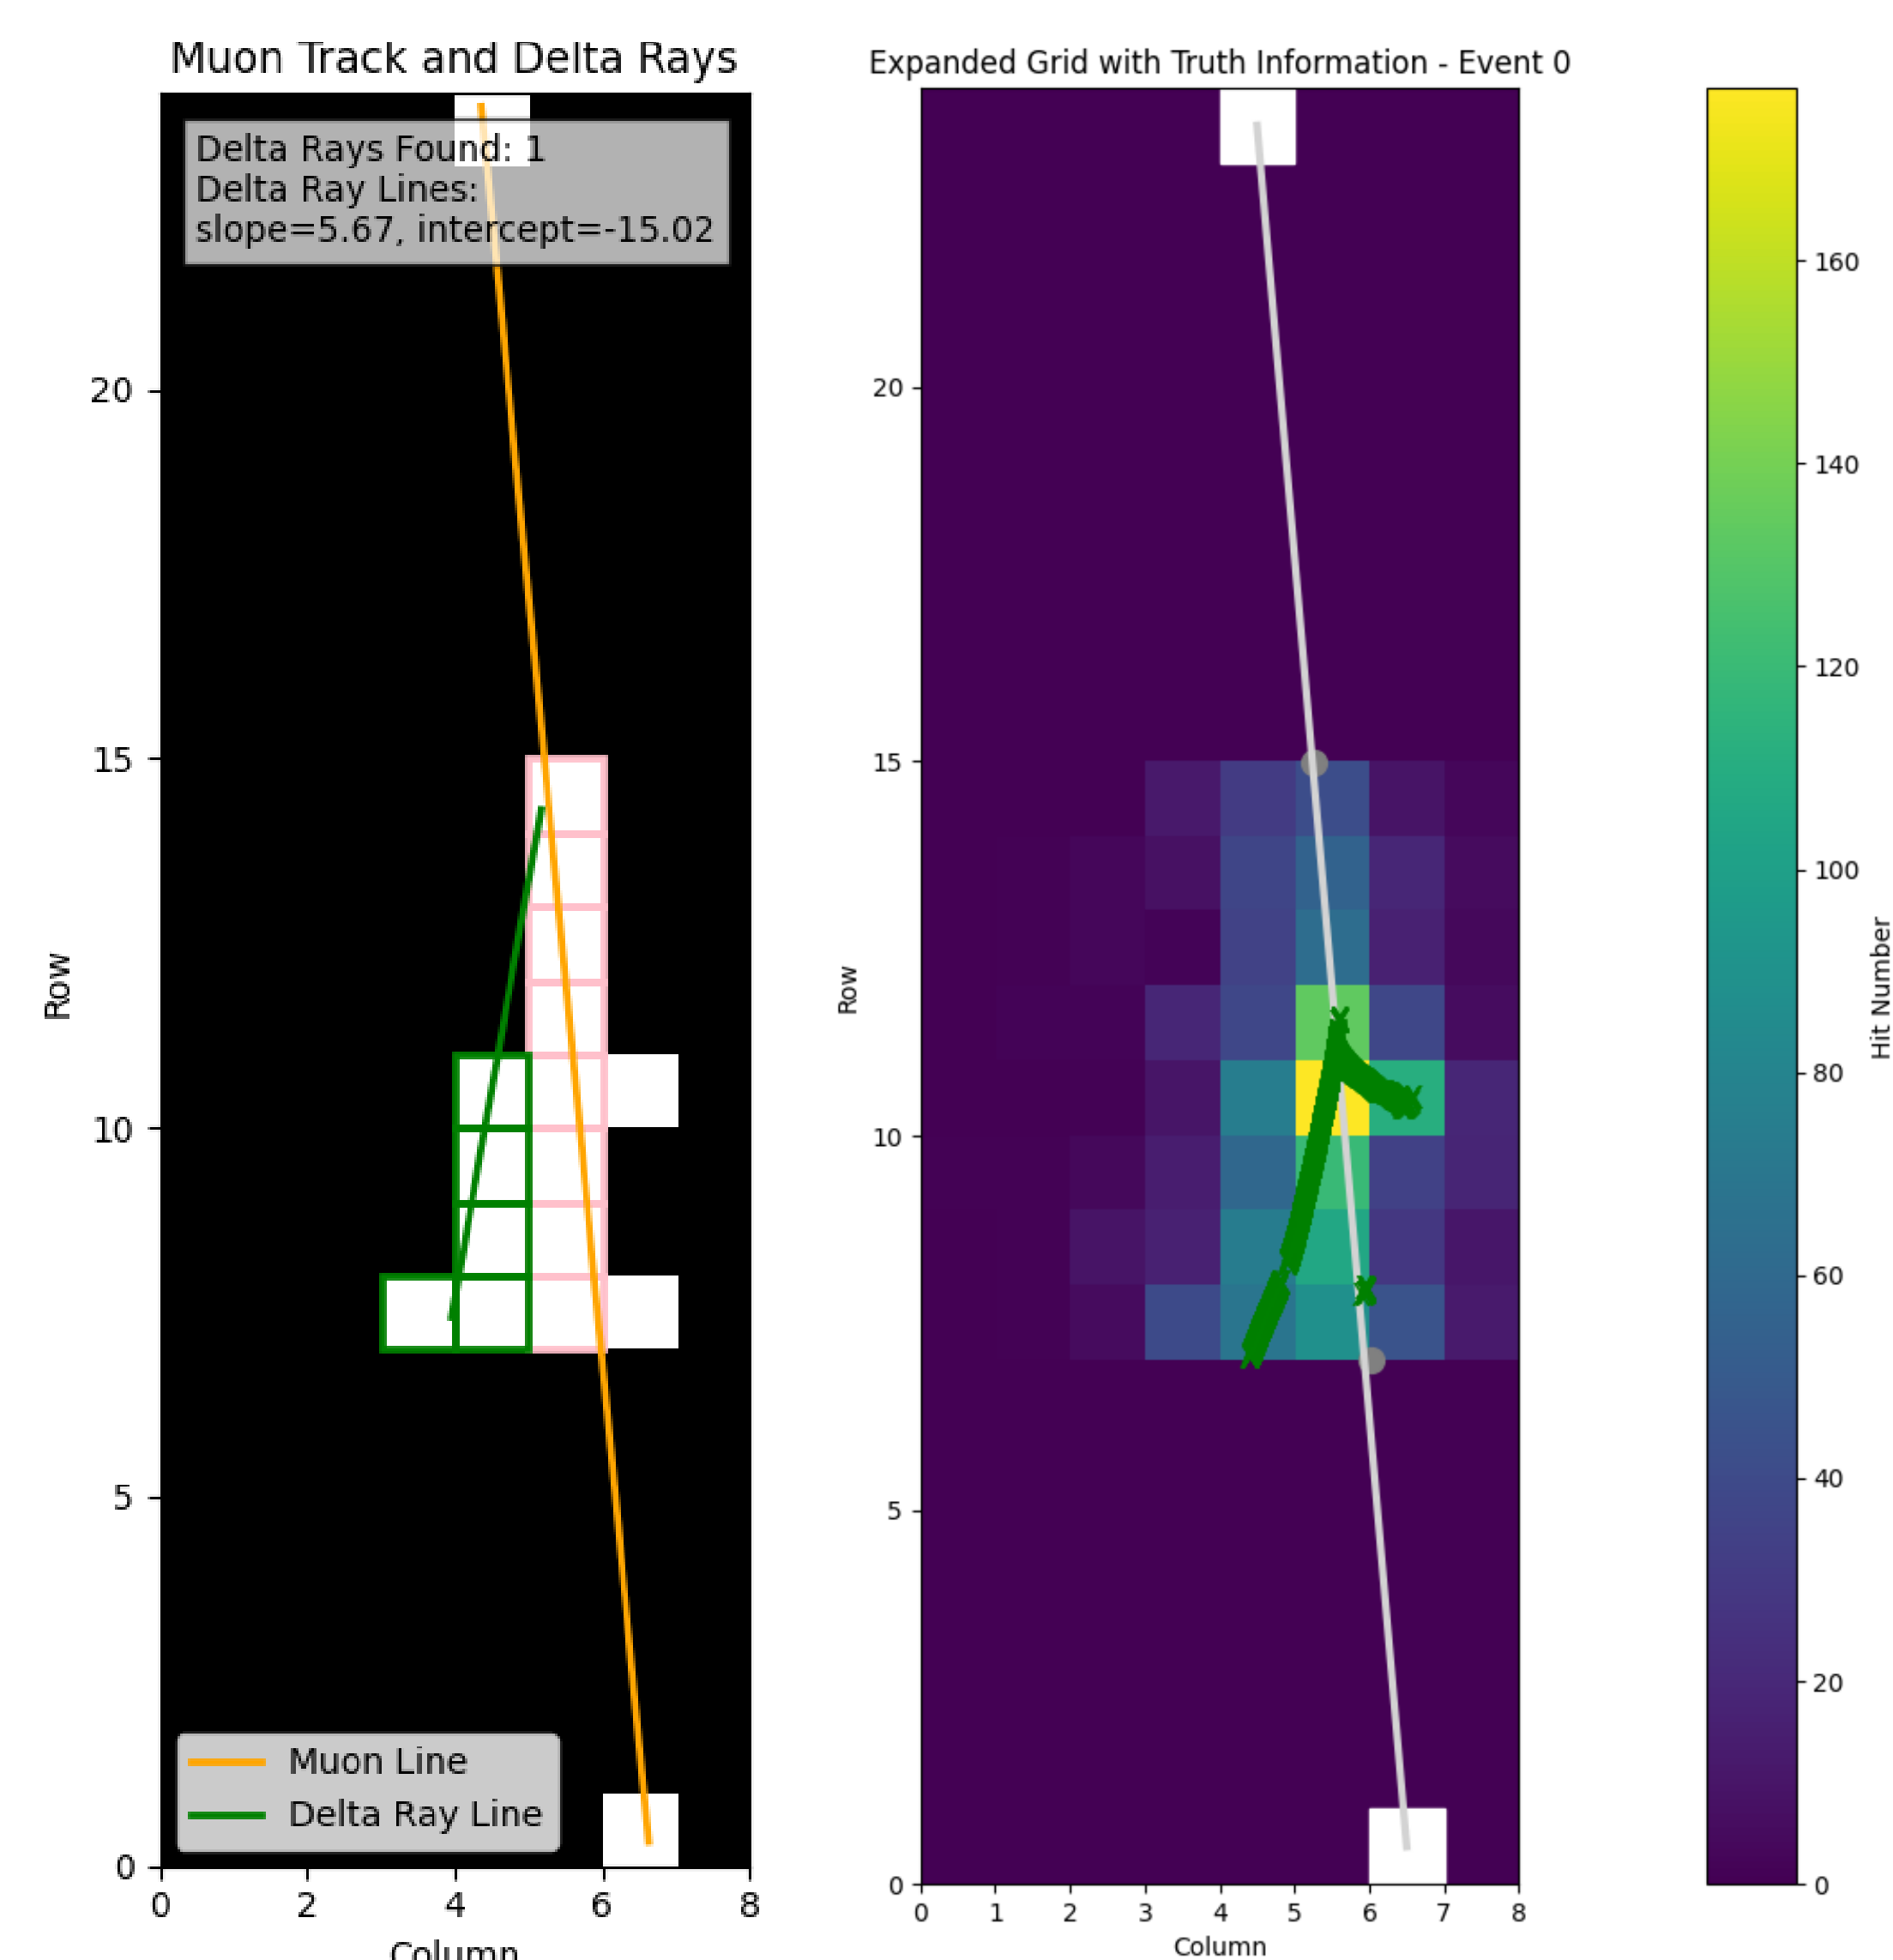 Muon Track and Delta Rays
Delta Rays Found: 1
Delta Ray Lines:
slope=5.67, intercept=-15.02
20
15
10
5
0
Row
Muon Line
Delta Ray Line
0
2
4
6
8
Column
Expanded Grid with Truth Information - Event 0
20
15
10
5
0
Row
0
1
2
3
4
5
6
7
8
Column
160
140
120
100
80
60
40
20
0
Hit Number